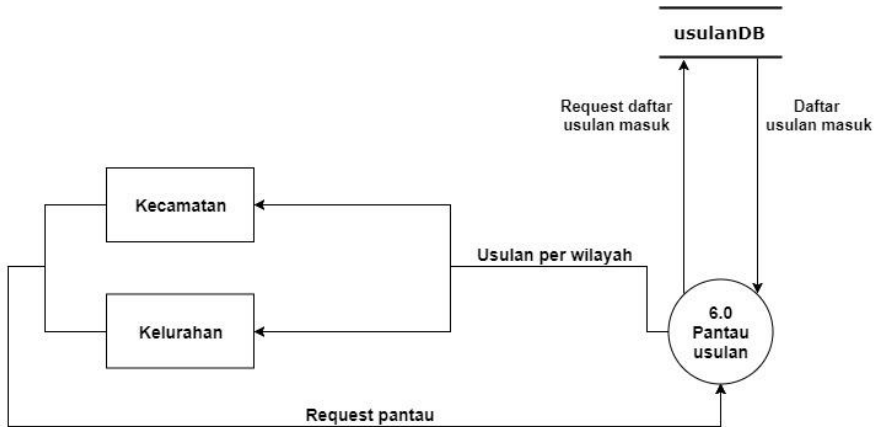 usulanDB
Request daftar
usulan masuk
Daftar
usulan masuk
Kecamatan
Usulan per wilayah
Kelurahan
6.0
Pantau
usulan
Request pantau